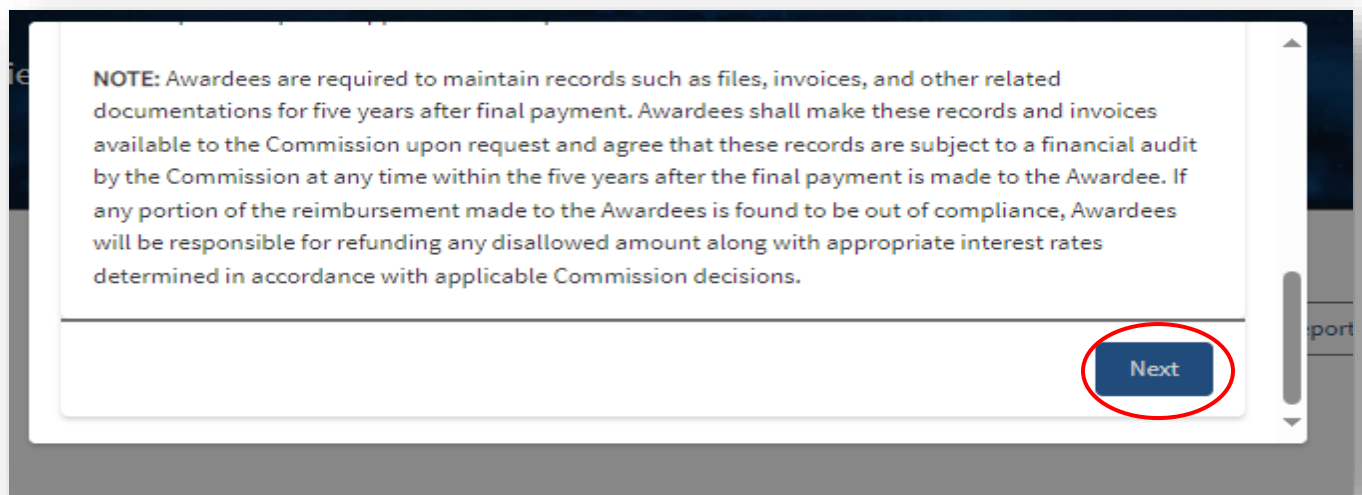 NOTE: Awardees are required to maintain records such as files, invoices, and other related
documentations for five years after final payment. Awardees shall make these records and invoices
available to the Commission upon request and agree that these records are subject to a financial audit
by the Commission at any time within the five years after the final payment is made to the Awardee. If
any portion of the reimbursement made to the Awardees is found to be out of compliance, Awardees
will be responsible for refunding any disallowed amount along with appropriate interest rates
determined in accordance with applicable Commission decisions.
Next